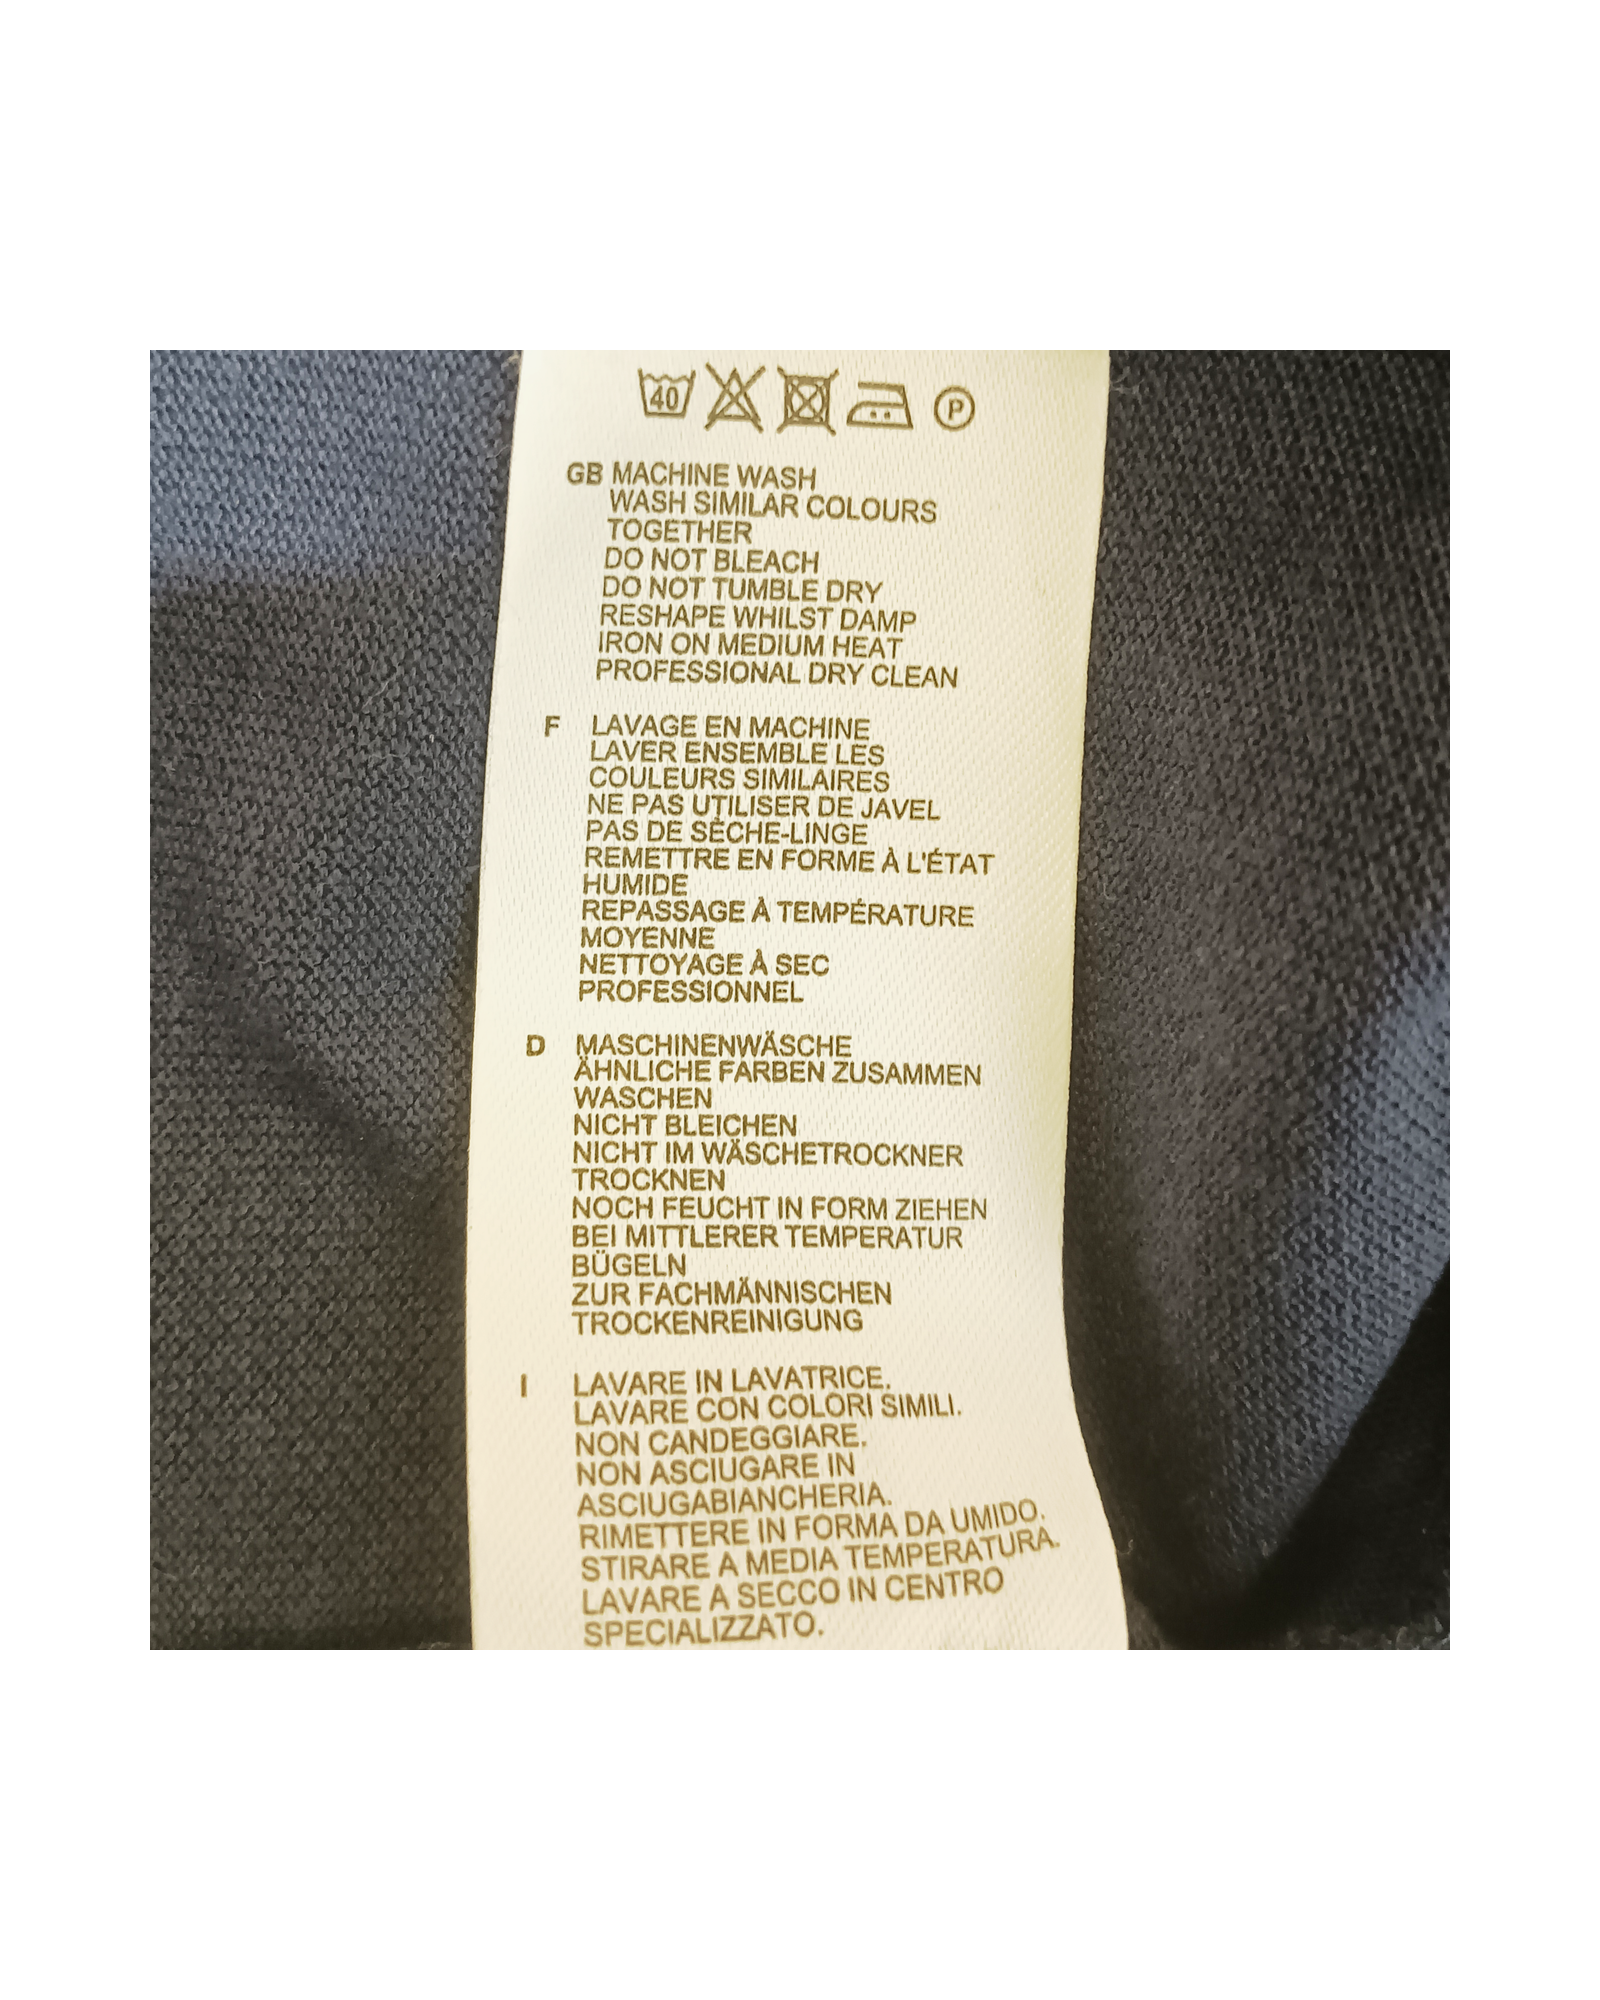 40
P
GB MACHINE WASH
WASH SIMILAR COLOURS
TOGETHER
DO NOT BLEACH
DO NOT TUMBLE DRY
RESHAPE WHILST DAMP
IRON ON MEDIUM HEAT
PROFESSIONAL DRY CLEAN
F LAVAGE EN MACHINE
LAVER ENSEMBLE LES
COULEURS SIMILAIRES
NE PAS UTILISER DE JAVEL
PAS DE SÈCHE-LINGE
REMETTRE EN FORME À L'ÉTAT
HUMIDE
REPASSAGE À TEMPÉRATURE
MOYENNE
NETTOYAGE À SEC
PROFESSIONNEL
D MASCHINENWÄSCHE
ÄHNLICHE FARBEN ZUSAMMEN
WASCHEN
NICHT BLEICHEN
NICHT IM WÄSCHETROCKNER
TROCKNEN
NOCH FEUCHT IN FORM ZIEHEN
BEI MITTLERER TEMPERATUR
BÜGELN
ZUR FACHMÄNNISCHEN
TROCKENREINIGUNG
I LAVARE IN LAVATRICE.
LAVARE CON COLORI SIMILI.
NON CANDEGGIARE.
NON ASCIUGARE IN
ASCIUGABIANCHERIA.
RIMETTERE IN FORMA DA UMIDO.
STIRARE A MEDIA TEMPERATURA.
LAVARE A SECCO IN CENTRO
SPECIALIZZATO.